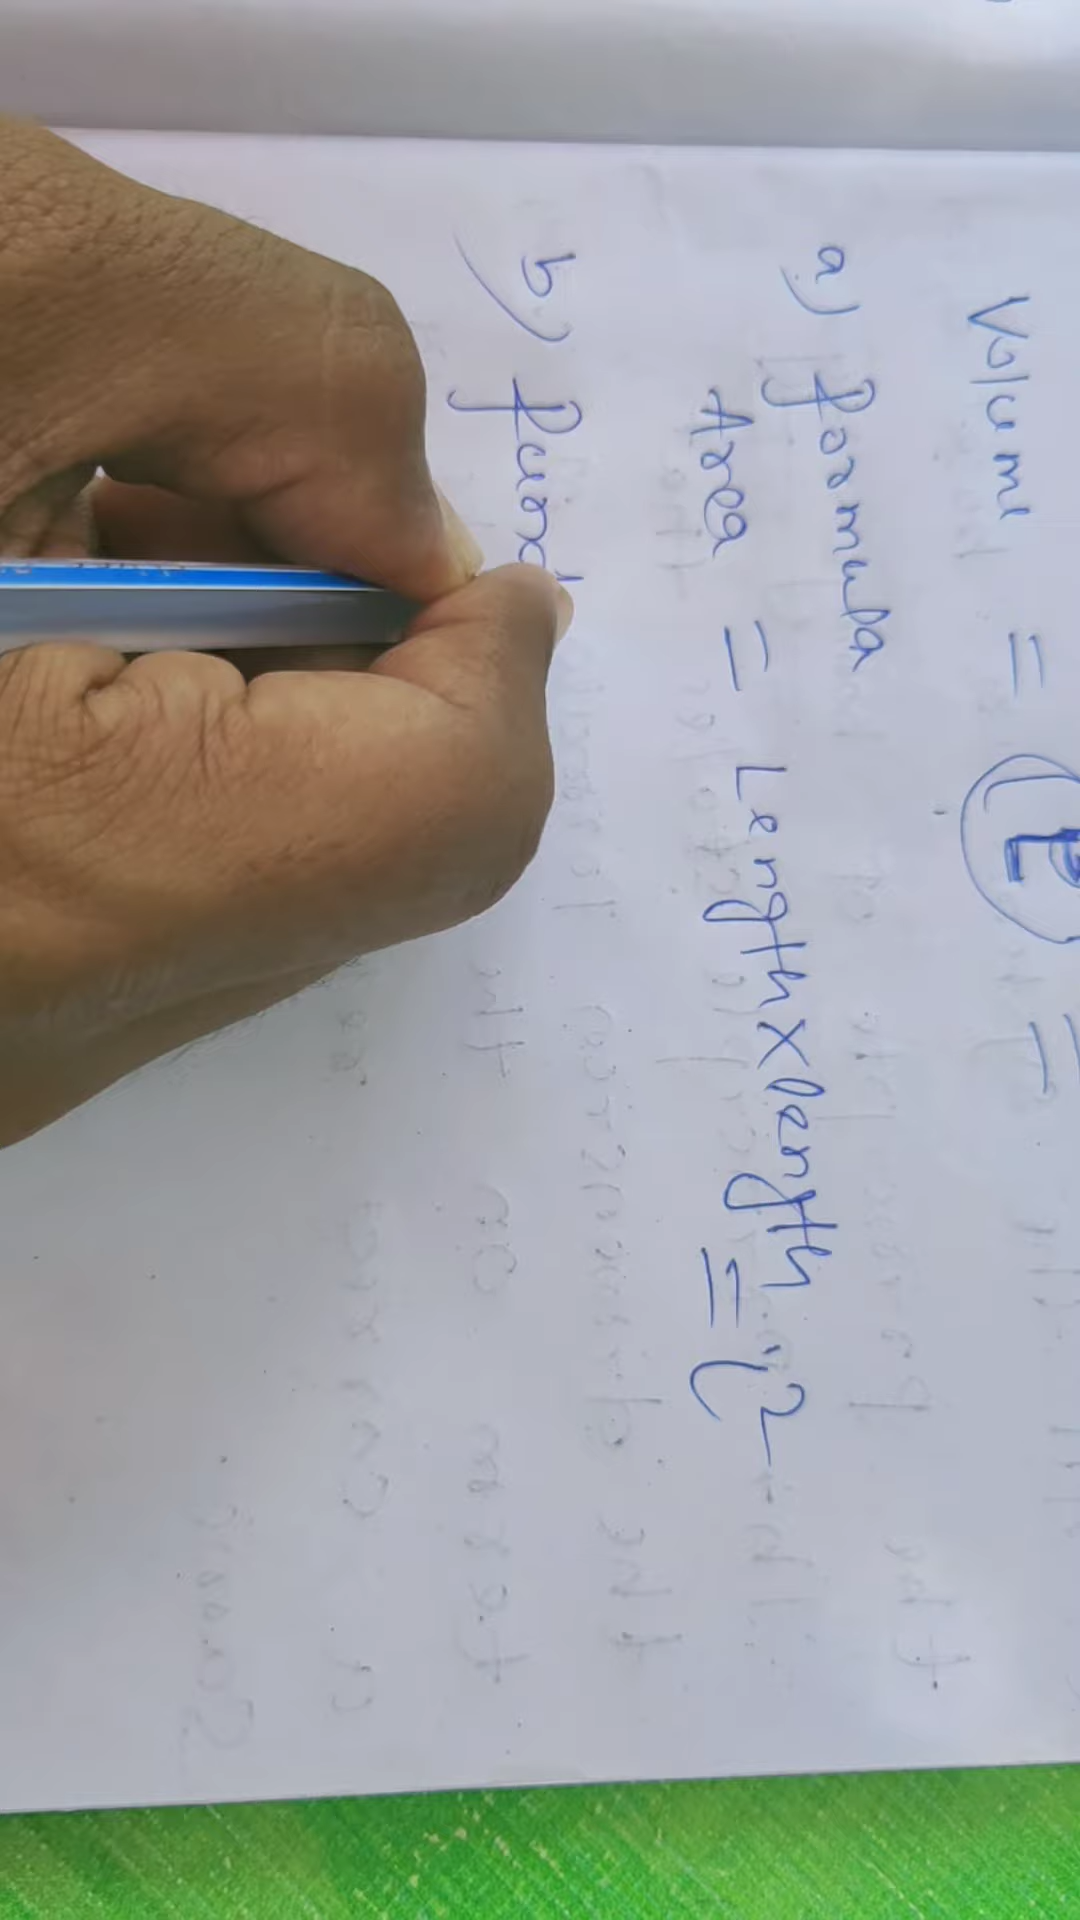 Volume =
a) formula
Area = Length x length = l²
b) fund